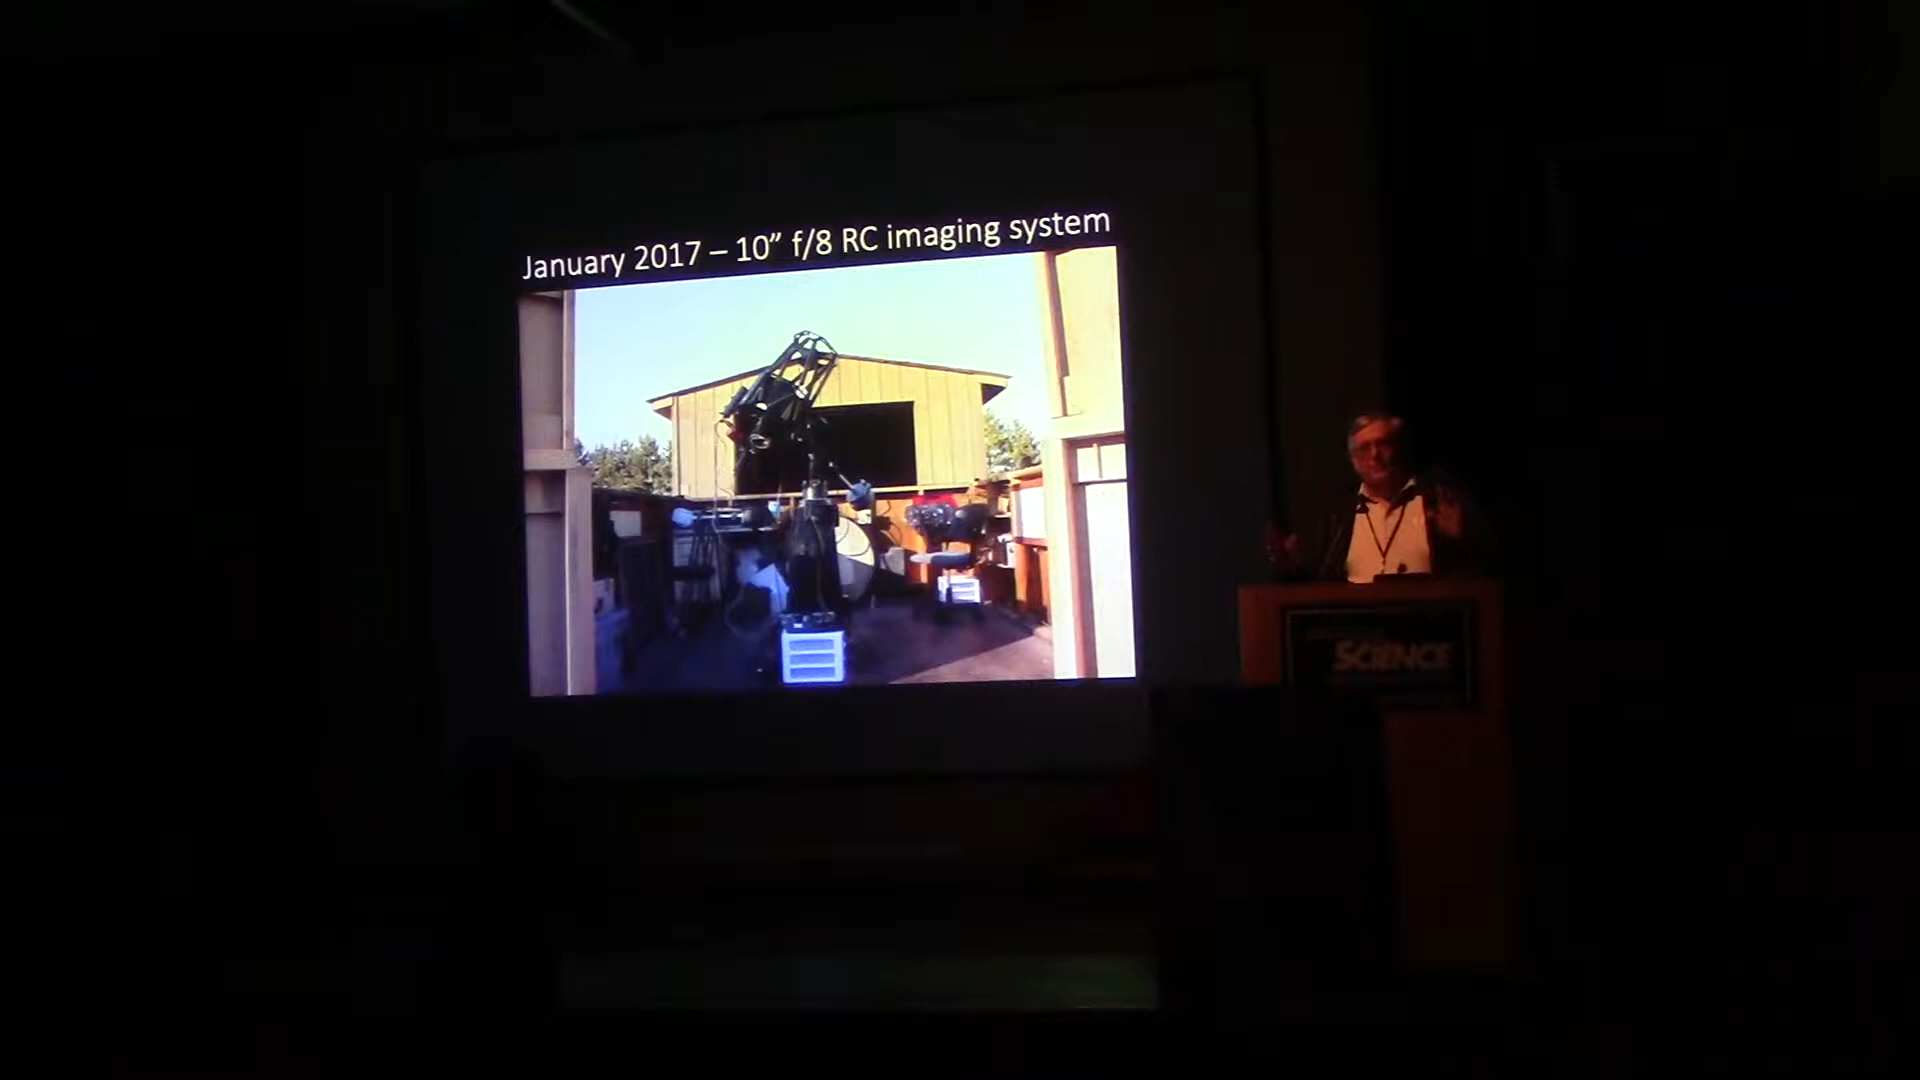 January 2017 – 10” f/8 RC imaging system
SCIENCE